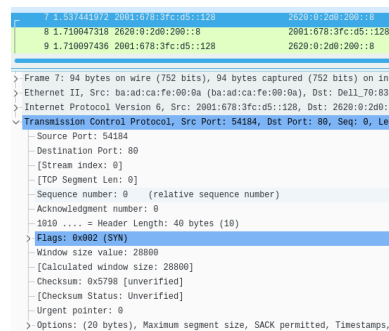 7 1.537441972 2001:678:3fc:d5::128 2620:0:2d0:200::8
8 1.710047318 2620:0:2d0:200::8 2001:678:3fc:d5::128
9 1.710097436 2001:678:3fc:d5::128 2620:0:2d0:200::8
Frame 7: 94 bytes on wire (752 bits), 94 bytes captured (752 bits) on in
Ethernet II, Src: ba:ad:ca:fe:00:0a (ba:ad:ca:fe:00:0a), Dst: Dell_70:83
Internet Protocol Version 6, Src: 2001:678:3fc:d5::128, Dst: 2620:0:2d0:
Transmission Control Protocol, Src Port: 54184, Dst Port: 80, Seq: 0, Le
Source Port: 54184
Destination Port: 80
[Stream index: 0]
[TCP Segment Len: 0]
Sequence number: 0 (relative sequence number)
Acknowledgment number: 0
1010 .... = Header Length: 40 bytes (10)
Flags: 0x002 (SYN)
Window size value: 28800
[Calculated window size: 28800]
Checksum: 0x5798 [unverified]
[Checksum Status: Unverified]
Urgent pointer: 0
Options: (20 bytes), Maximum segment size, SACK permitted, Timestamps,